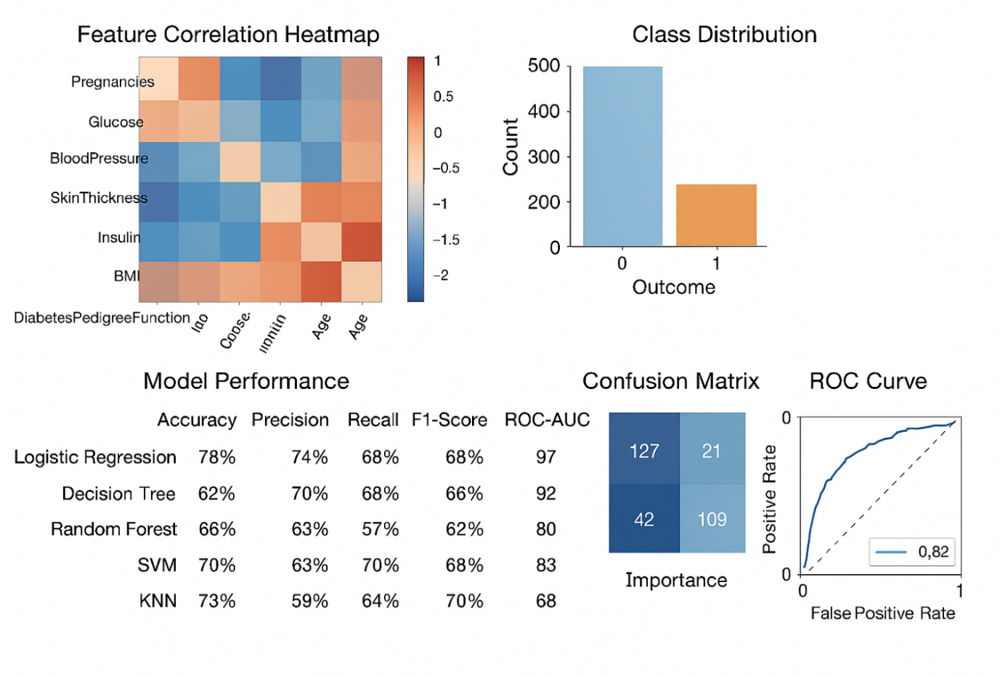 Feature Correlation Heatmap
Pregnancies
Glucose
BloodPressure
SkinThickness
Insulin
BMI
DiabetesPedigreeFunction
Age
Age
1
0.5
0
−0.5
−1
−1.5
−2
Class Distribution
Count
500
400
300
200
0
0 1
Outcome
Model Performance
Accuracy Precision Recall F1-Score ROC-AUC
Logistic Regression 78% 74% 68% 68% 97
Decision Tree 62% 70% 68% 66% 92
Random Forest 66% 63% 57% 62% 80
SVM 70% 63% 70% 68% 83
KNN 73% 59% 64% 70% 68
Confusion Matrix
127 21
42 109
Importance
ROC Curve
Positive Rate
0
0
0,82
0 1
False Positive Rate